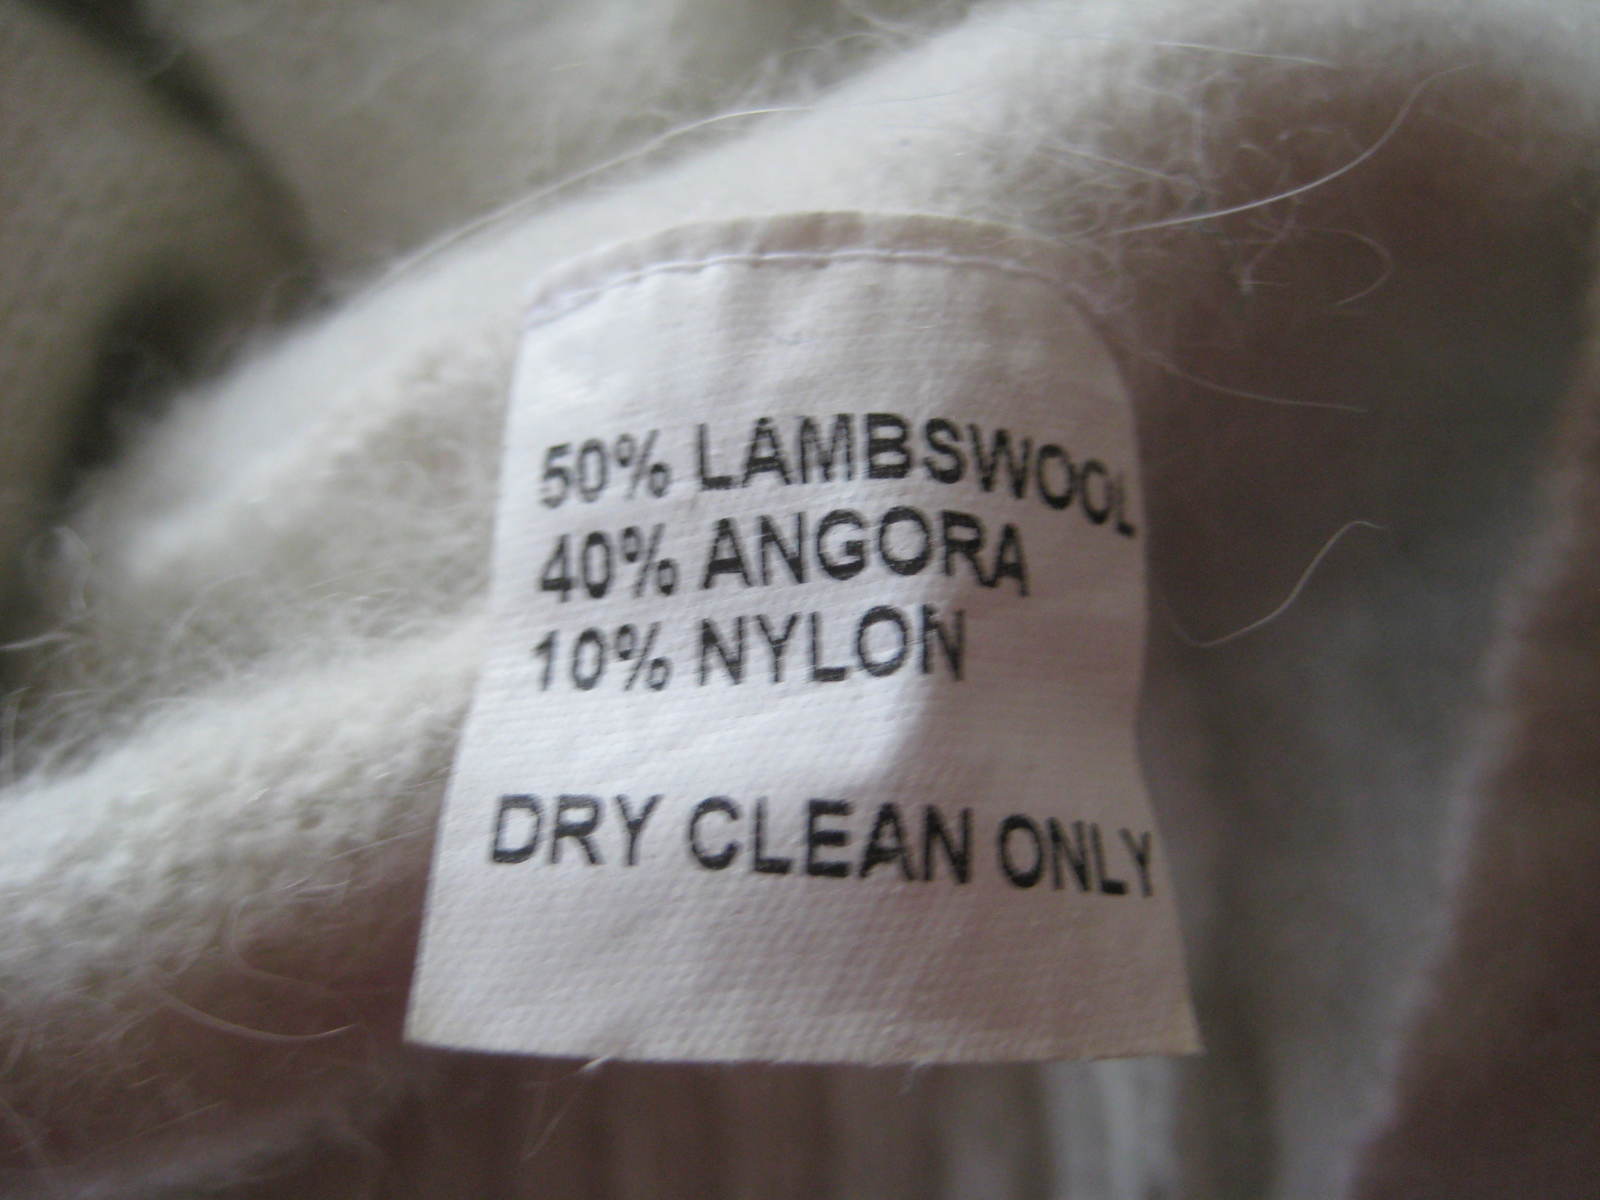 50% LAMBSWOOL
40% ANGORA
10% NYLON
DRY CLEAN ONLY